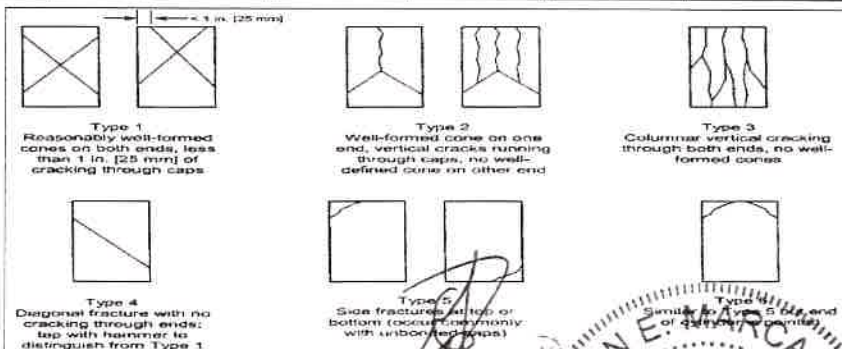 < 1 in. [25 mm]
Type 1
Reasonably well-formed
cones on both ends, less
than 1 in. [25 mm] of
cracking through caps
Type 2
Well-formed cone on one
end, vertical cracks running
through caps, no well-
defined cone on other end
Type 3
Columnar vertical cracking
through both ends, no well-
formed cones
Type 4
Diagonal fracture with no
cracking through ends;
tap with hammer to
distinguish from Type 1
Type 5
Side fractures at top or
bottom (occur commonly
with unbonded caps)
Type 6
Similar to Type 5 but end
of cylinder is pointed
N E. MARCA